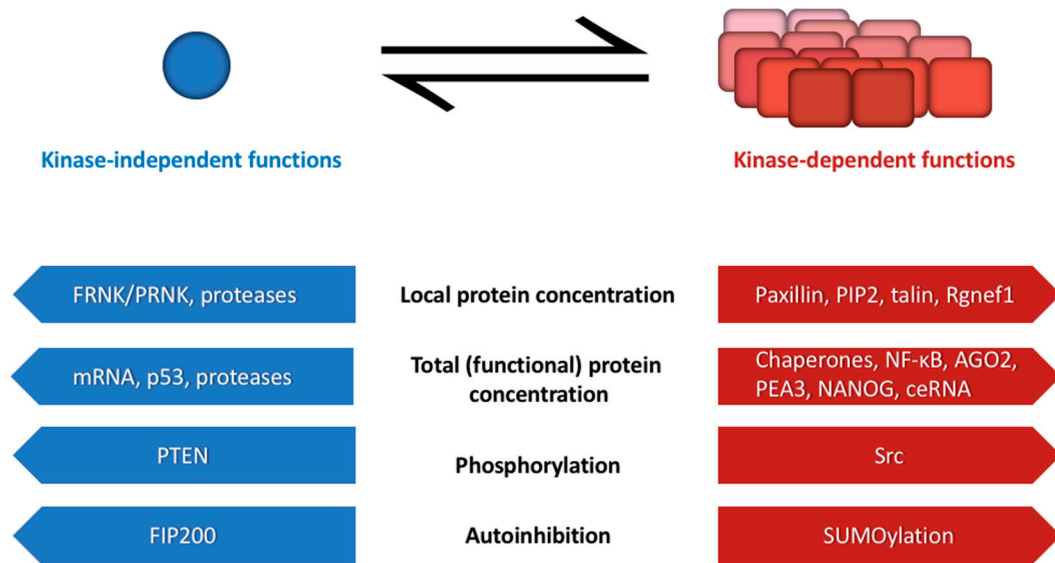 Kinase-independent functions
Kinase-dependent functions
FRNK/PRNK, proteases
Local protein concentration
Paxillin, PIP2, talin, Rgnef1
mRNA, p53, proteases
Total (functional) protein
concentration
Chaperones, NF-κB, AGO2,
PEA3, NANOG, ceRNA
PTEN
Phosphorylation
Src
FIP200
Autoinhibition
SUMOylation